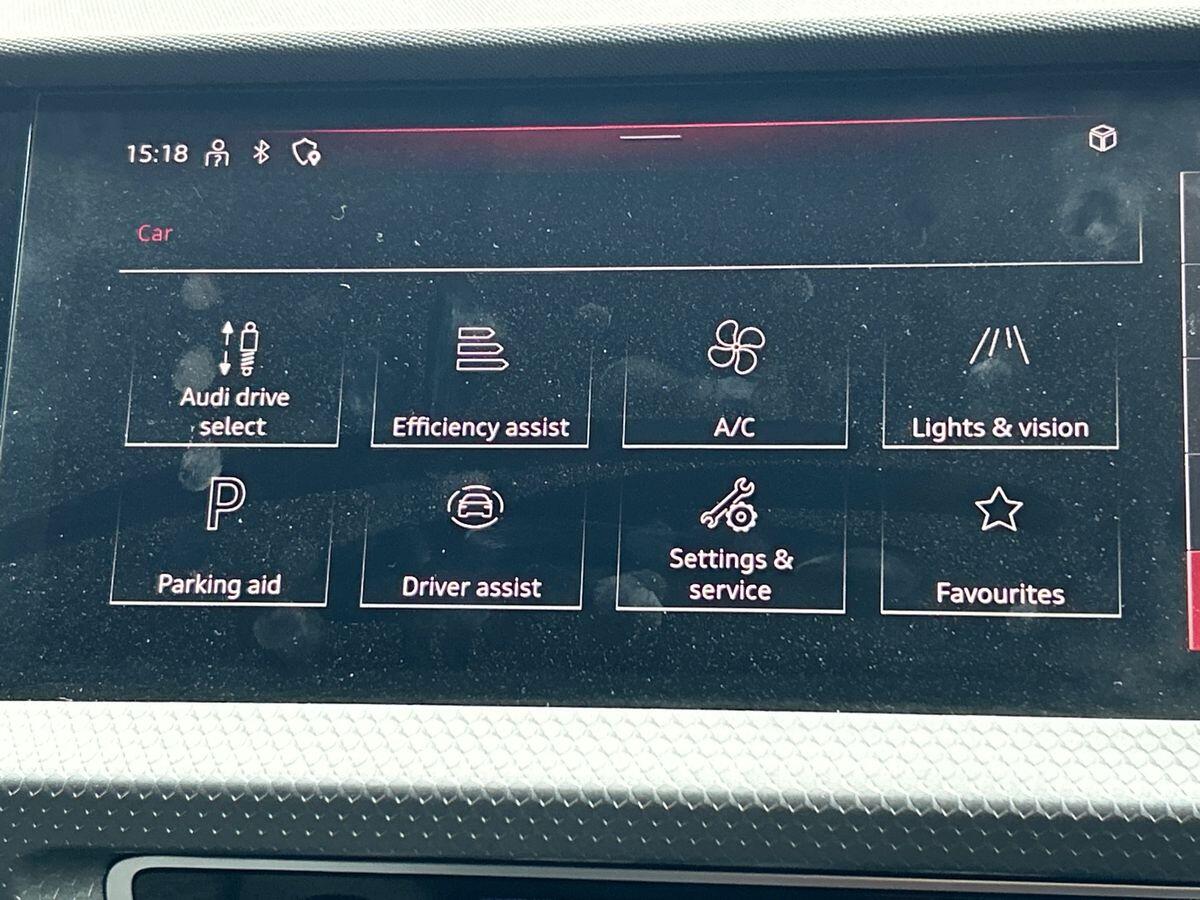 15:18
Car
Audi drive
select
Efficiency assist
A/C
Lights & vision
P
Parking aid
Driver assist
Settings &
service
Favourites